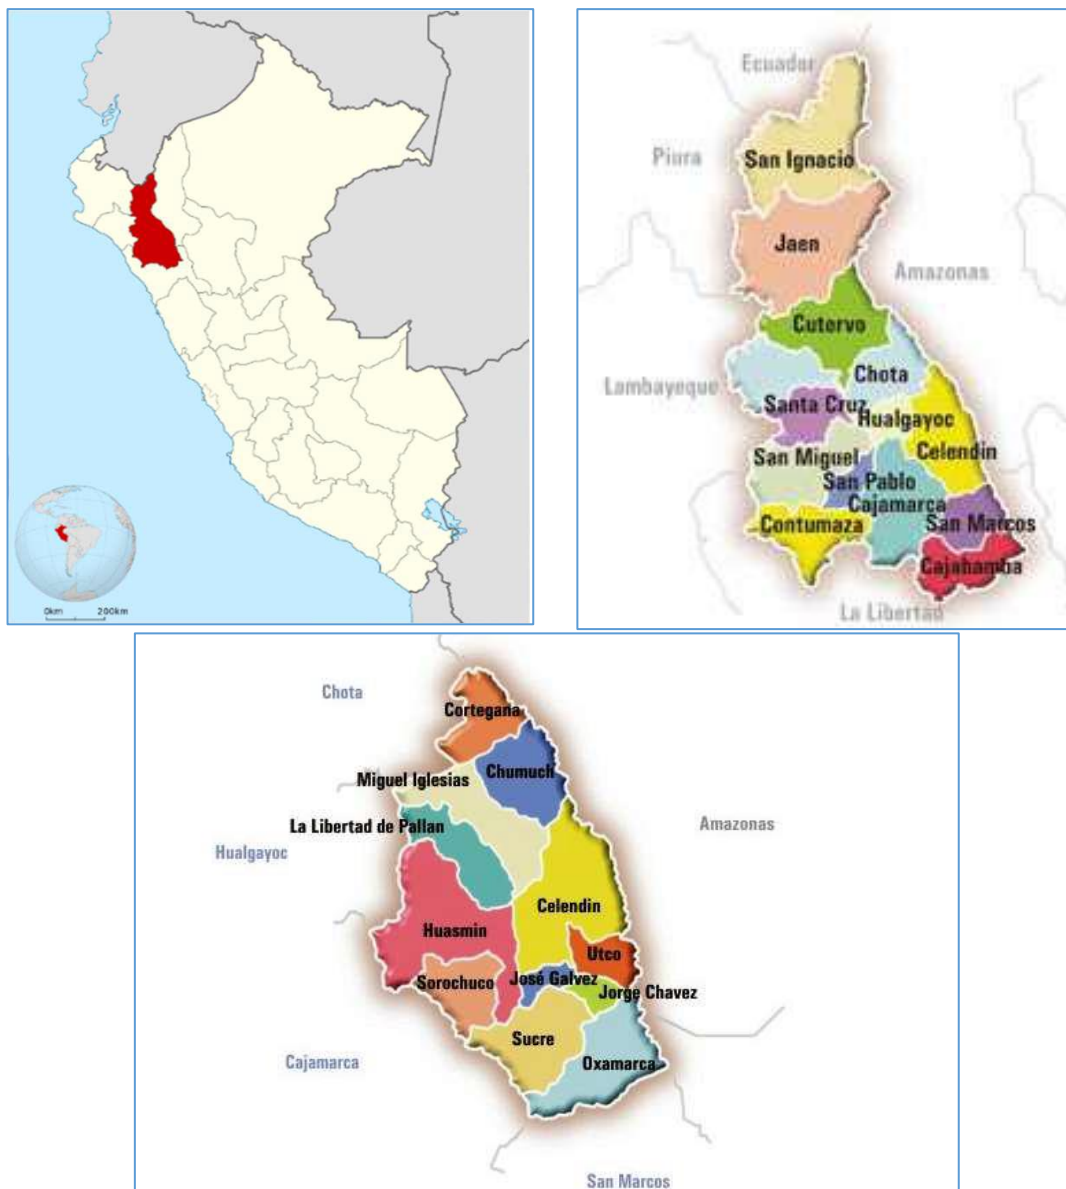 0km 200km
Ecuador
Piura
San Ignacio
Jaen
Amazonas
Cutervo
Lambayeque
Chota
Santa Cruz
Hualgayoc
San Miguel
Celendin
San Pablo
Cajamarca
Contumaza
San Marcos
Cajabamba
La Libertad
Chota
Cortegana
Miguel Iglesias
Chumuch
La Libertad de Pallan
Amazonas
Hualgayoc
Celendin
Huasmin
Utco
Sorochuco
José Galvez
Jorge Chavez
Sucre
Cajamarca
Oxamarca
San Marcos